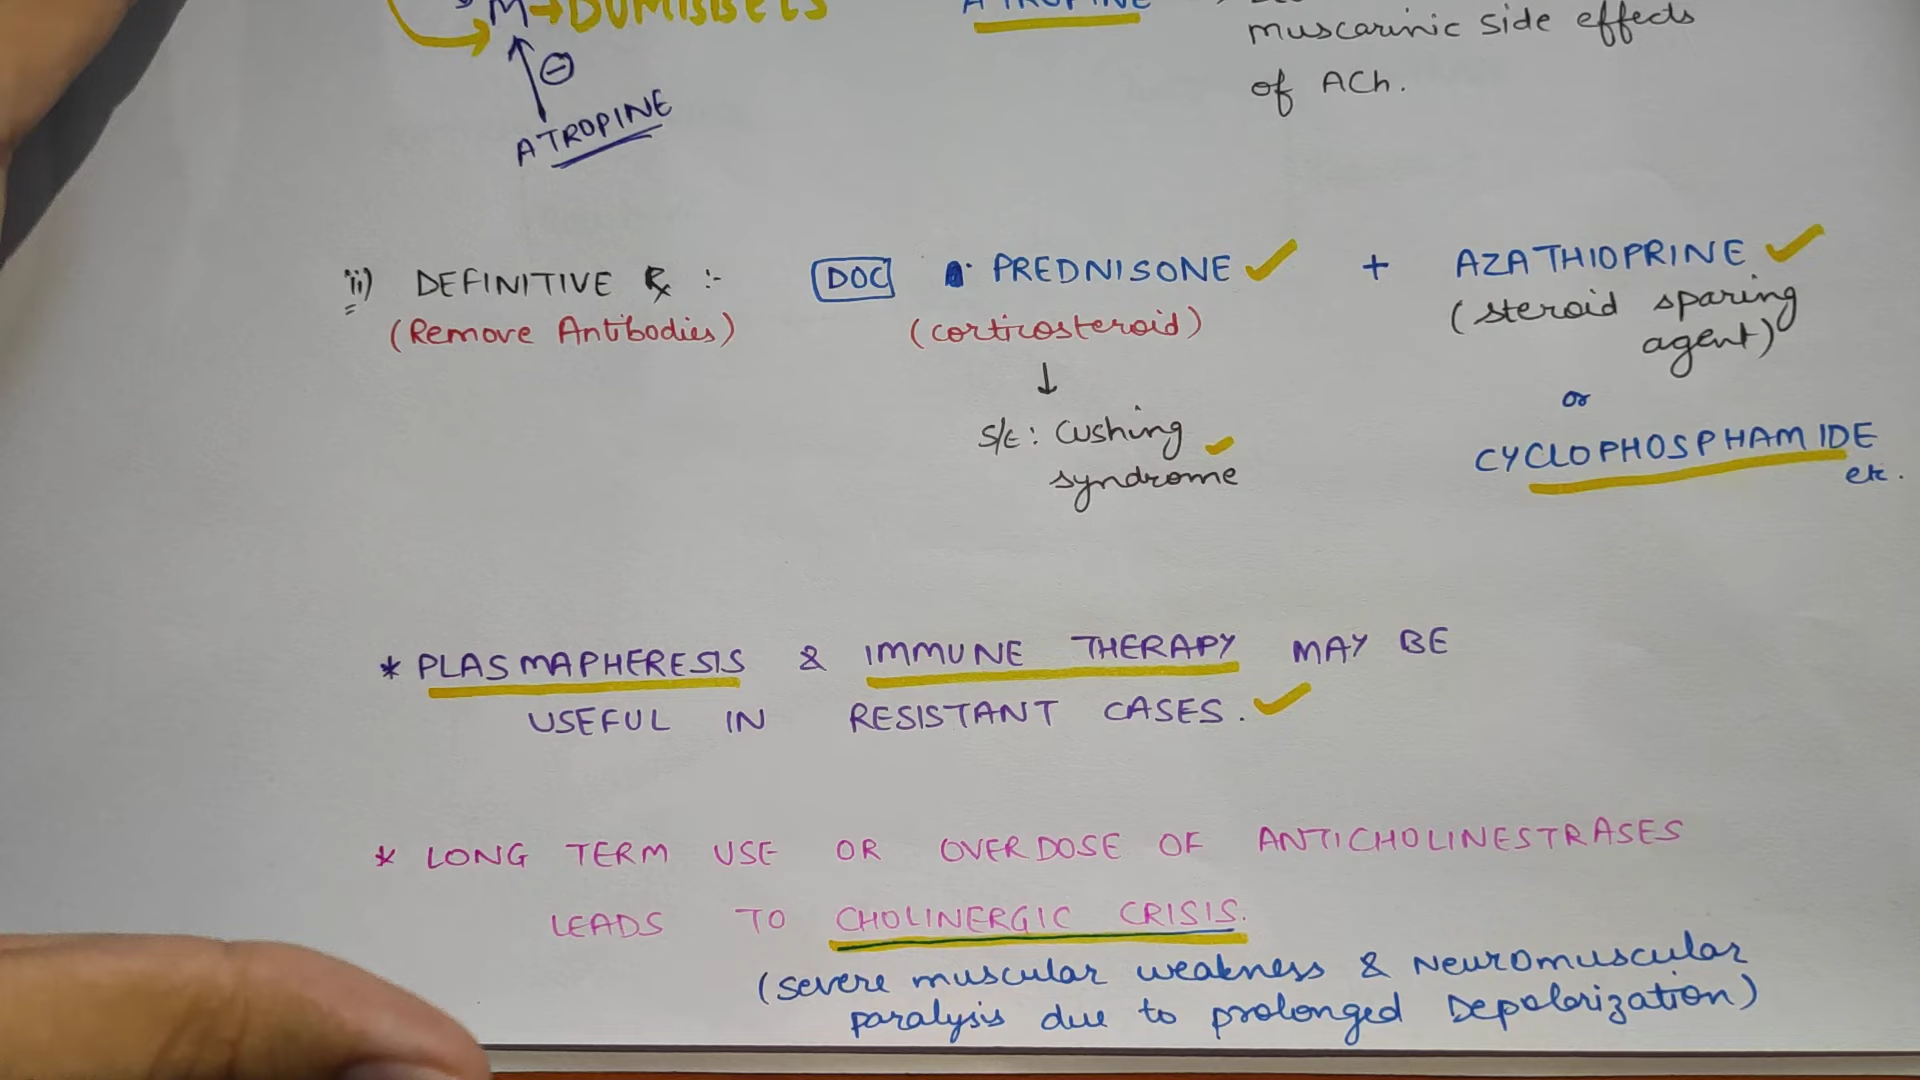 M → DUMBBELS
ATROPINE
muscarinic side effects
of ACh.
⊖
ATROPINE
ii) DEFINITIVE ℞ :- DOC PREDNISONE ✓ + AZATHIOPRINE ✓
(Remove Antibodies) (corticosteroid) (steroid sparing
agent)
↓
or
S/E: Cushing ✓
syndrome
CYCLOPHOSPHAMIDE
etc.
* PLASMAPHERESIS & IMMUNE THERAPY MAY BE
USEFUL IN RESISTANT CASES. ✓
* LONG TERM USE OR OVERDOSE OF ANTICHOLINESTRASES
LEADS TO CHOLINERGIC CRISIS.
(severe muscular weakness & Neuromuscular
paralysis due to prolonged Depolarization)